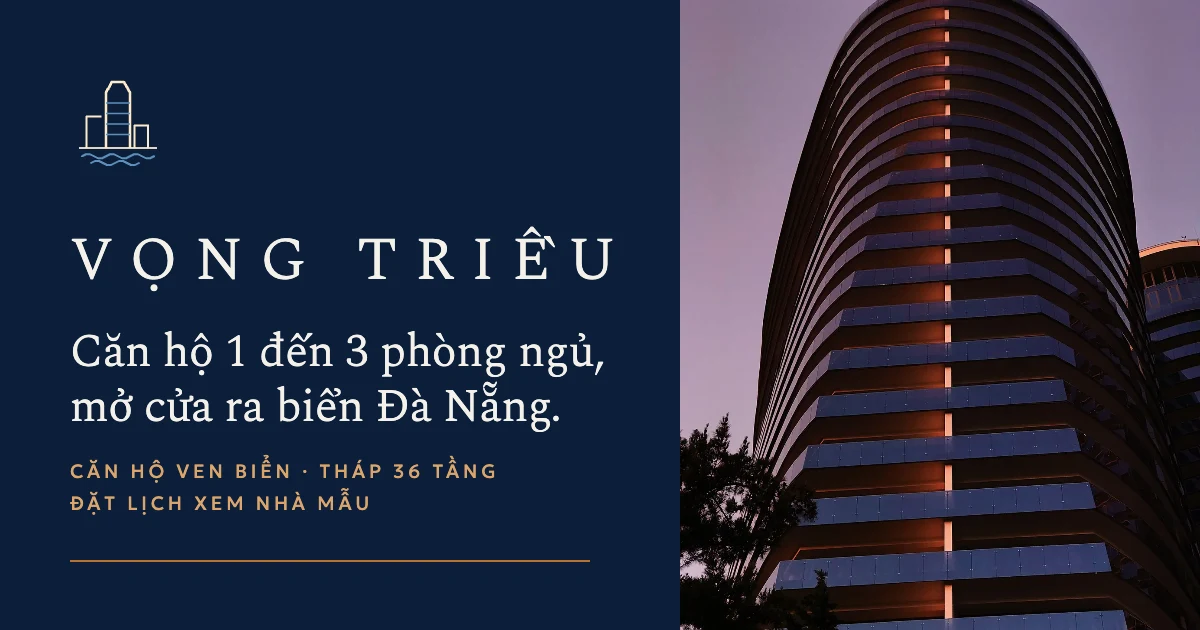 VỌNG TRIỀU
Căn hộ 1 đến 3 phòng ngủ,
mở cửa ra biển Đà Nẵng.
CĂN HỘ VEN BIỂN · THÁP 36 TẦNG
ĐẶT LỊCH XEM NHÀ MẪU